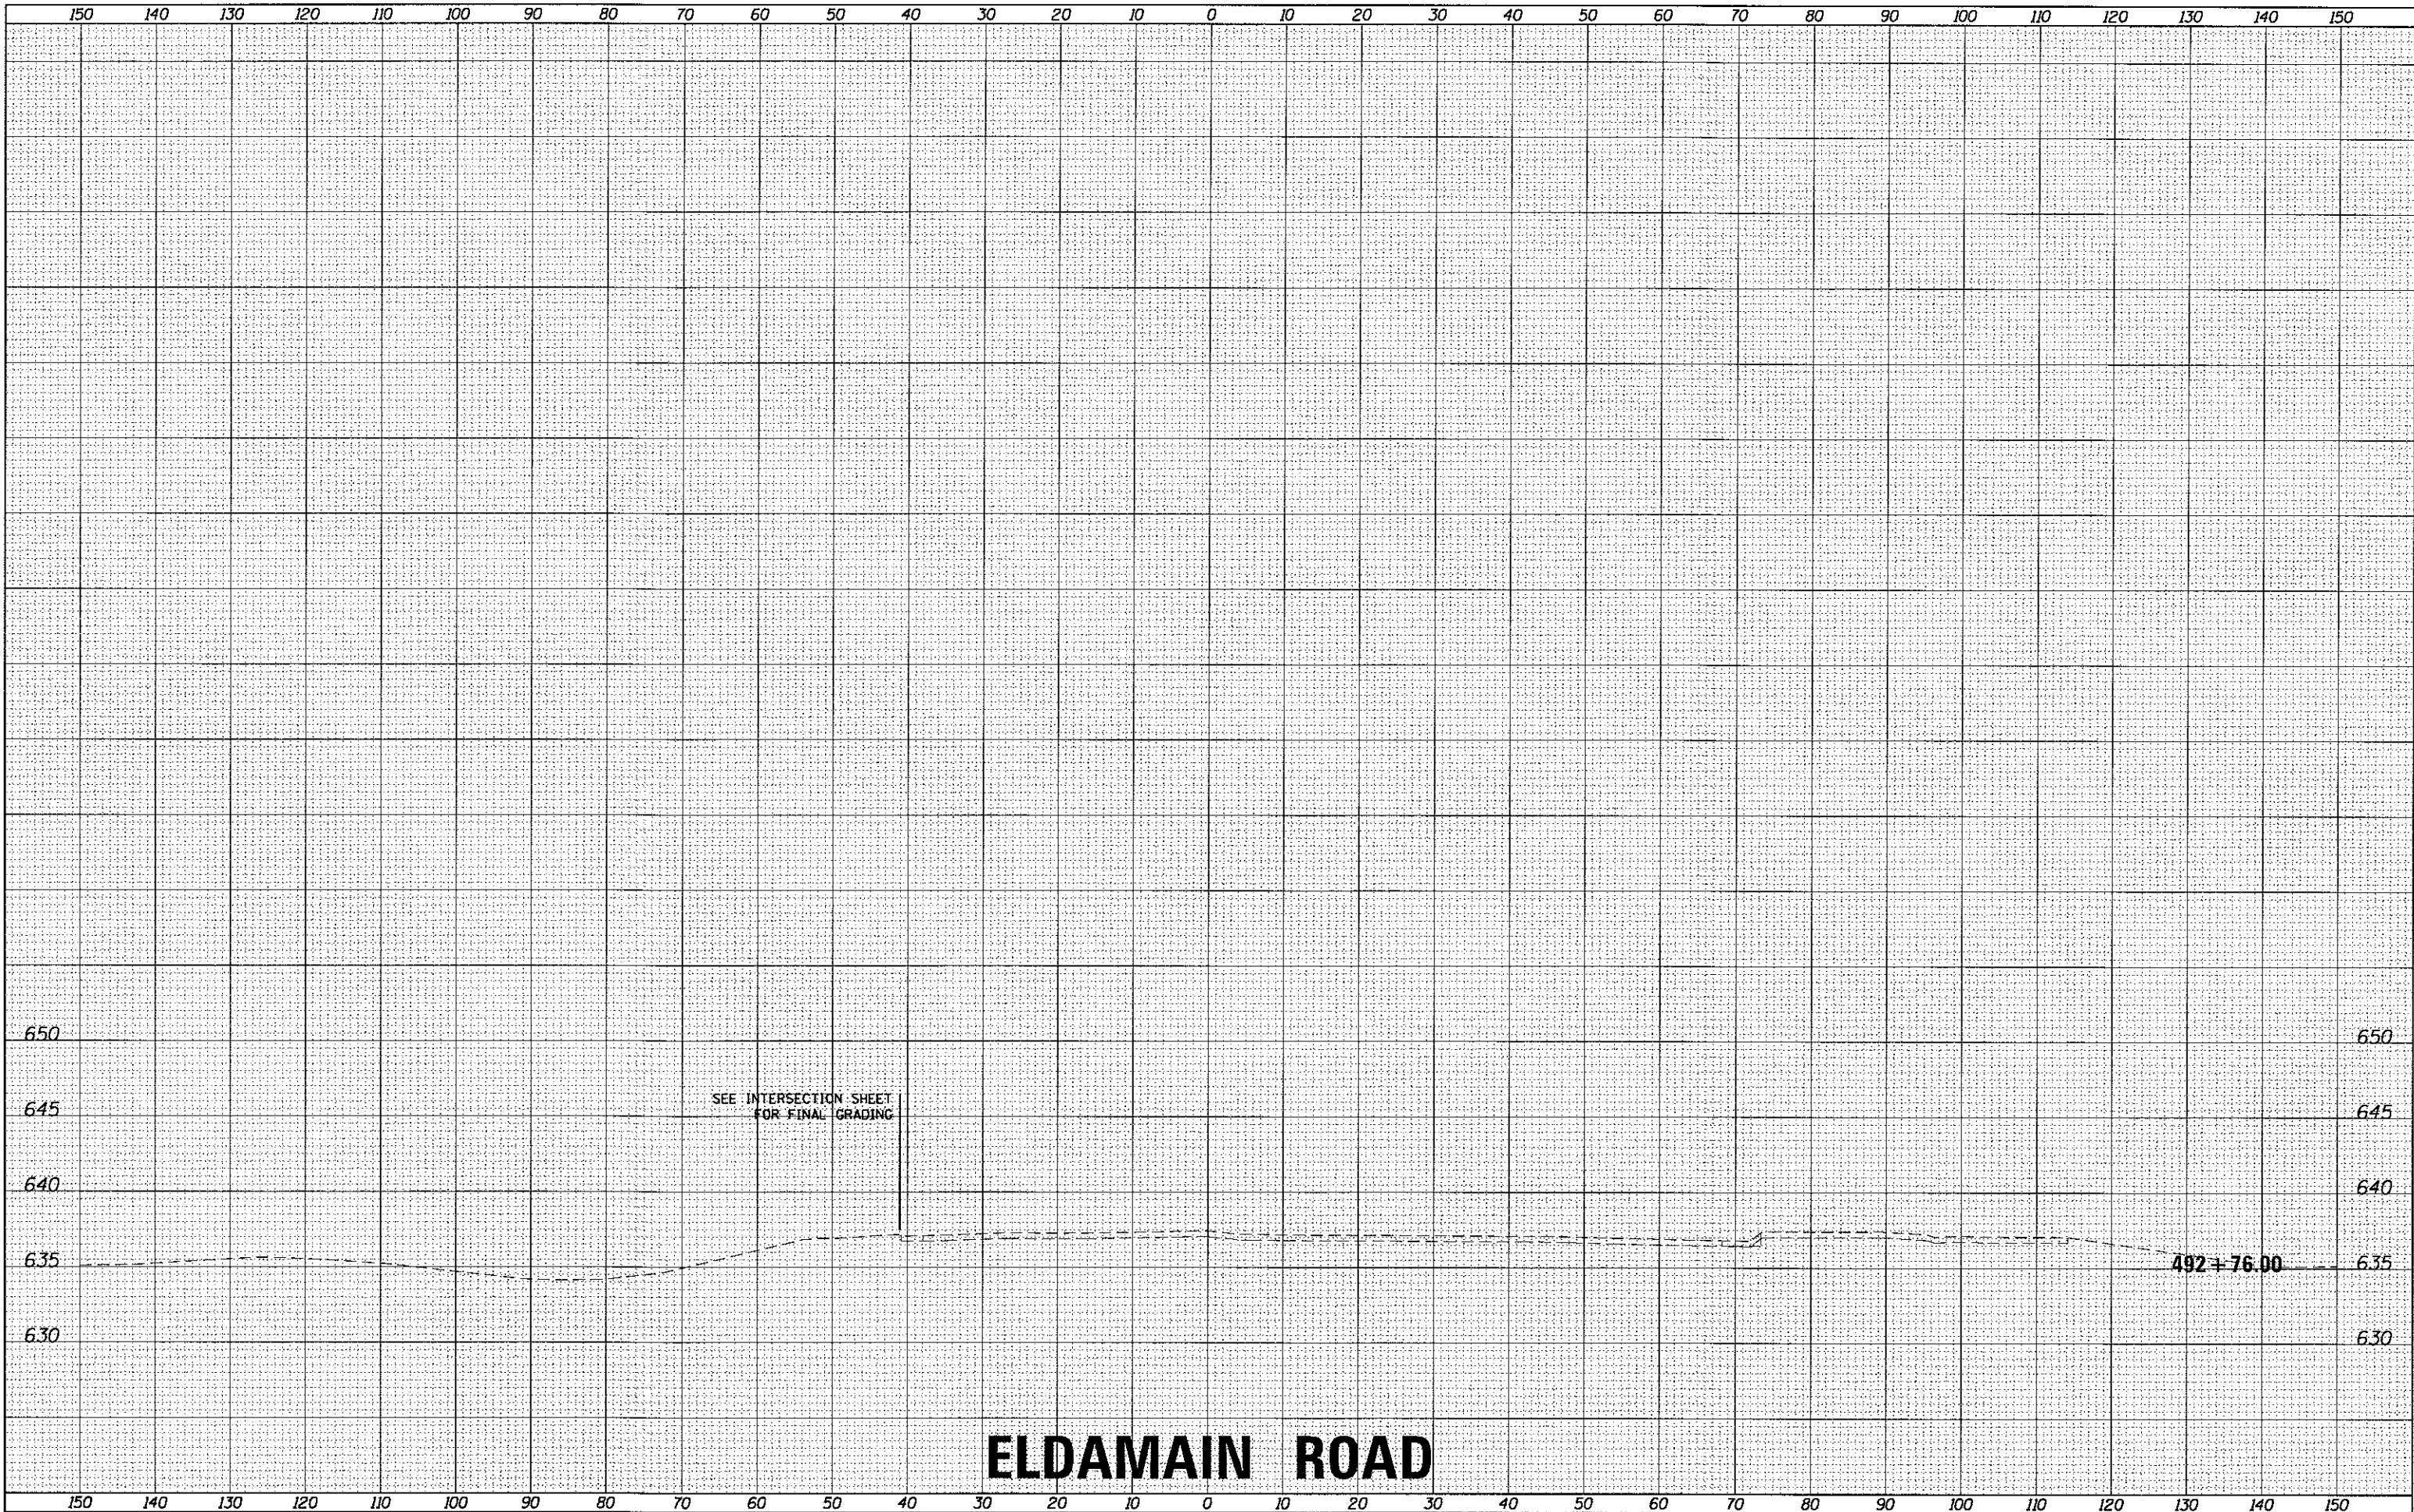 150 140 130 120 110 100 90 80 70 60 50 40 30 20 10 0 10 20 30 40 50 60 70 80 90 100 110 120 130 140 150
650 650
SEE INTERSECTION SHEET
FOR FINAL GRADING
645 645
640 640
635 492+76.00 635
630 630
ELDAMAIN ROAD
150 140 130 120 110 100 90 80 70 60 50 40 30 20 10 0 10 20 30 40 50 60 70 80 90 100 110 120 130 140 150